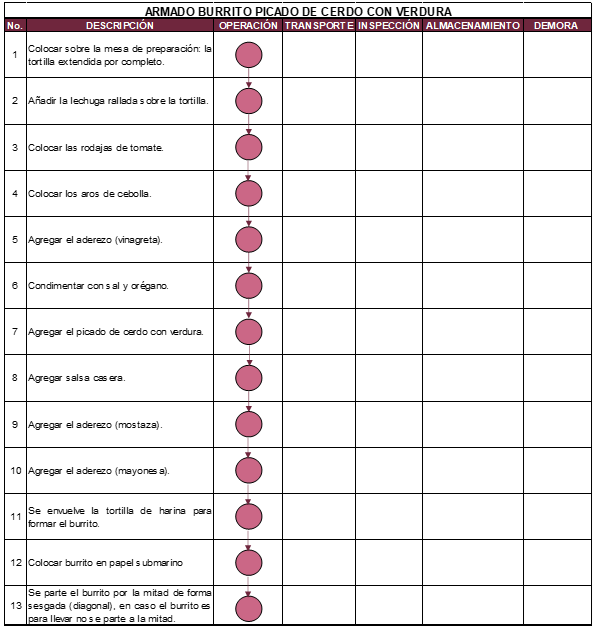 ARMADO BURRITO PICADO DE CERDO CON VERDURA
No. DESCRIPCIÓN OPERACIÓN TRANSPORTE INSPECCIÓN ALMACENAMIENTO DEMORA
1 Colocar sobre la mesa de preparación: la
tortilla extendida por completo.
2 Añadir la lechuga rallada sobre la tortilla.
3 Colocar las rodajas de tomate.
4 Colocar los aros de cebolla.
5 Agregar el aderezo (vinagreta).
6 Condimentar con sal y orégano.
7 Agregar el picado de cerdo con verdura.
8 Agregar salsa casera.
9 Agregar el aderezo (mostaza).
10 Agregar el aderezo (mayonesa).
11 Se envuelve la tortilla de harina para
formar el burrito.
12 Colocar burrito en papel submarino
13 Se parte el burrito por la mitad de forma
sesgada (diagonal), en caso el burrito es
para llevar no se parte a la mitad.